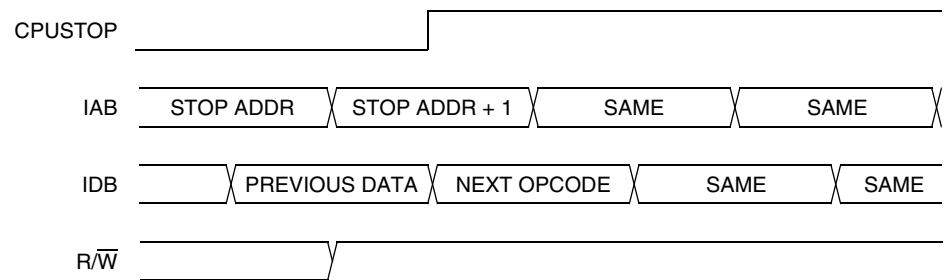 CPUSTOP
IAB STOP ADDR STOP ADDR + 1 SAME SAME
IDB PREVIOUS DATA NEXT OPCODE SAME SAME
R/W̅